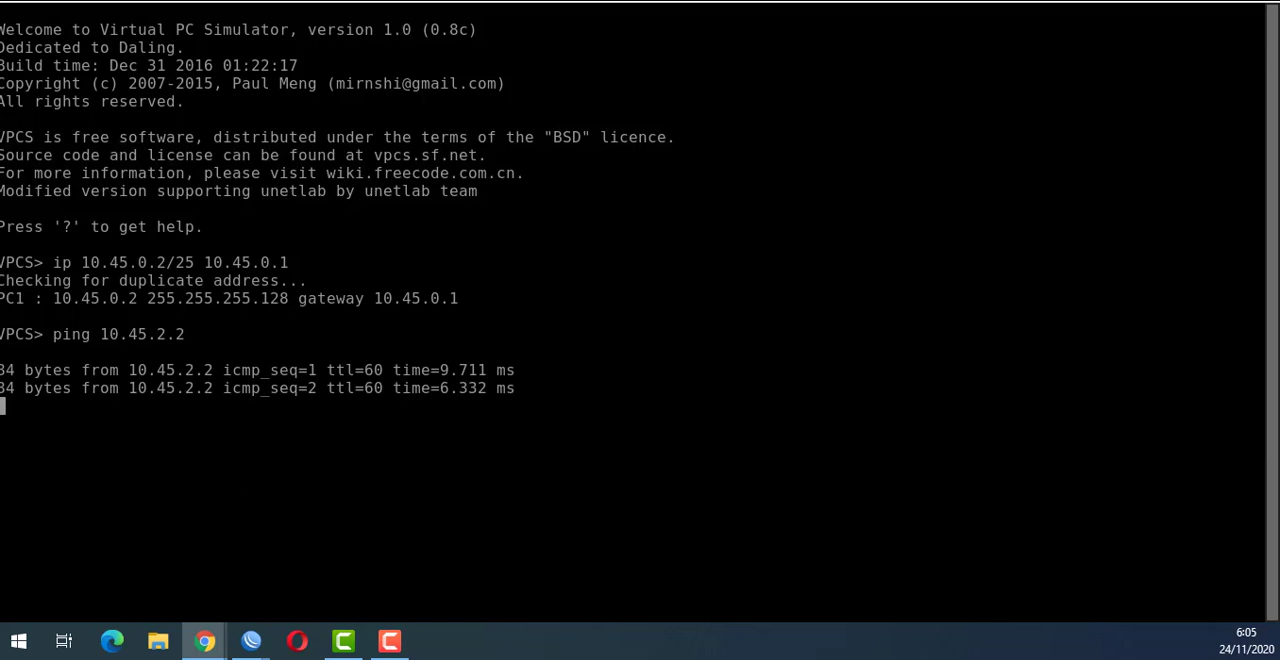 Welcome to Virtual PC Simulator, version 1.0 (0.8c)
Dedicated to Daling.
Build time: Dec 31 2016 01:22:17
Copyright (c) 2007-2015, Paul Meng (mirnshi@gmail.com)
All rights reserved.
VPCS is free software, distributed under the terms of the "BSD" licence.
Source code and license can be found at vpcs.sf.net.
For more information, please visit wiki.freecode.com.cn.
Modified version supporting unetlab by unetlab team
Press '?' to get help.
VPCS> ip 10.45.0.2/25 10.45.0.1
Checking for duplicate address...
PC1 : 10.45.0.2 255.255.255.128 gateway 10.45.0.1
VPCS> ping 10.45.2.2
84 bytes from 10.45.2.2 icmp_seq=1 ttl=60 time=9.711 ms
84 bytes from 10.45.2.2 icmp_seq=2 ttl=60 time=6.332 ms
6:05
24/11/2020